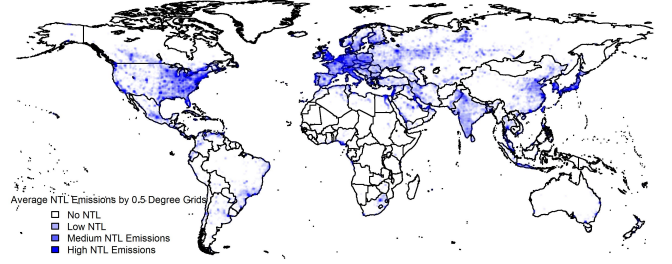 Average NTL Emissions by 0.5 Degree Grids
No NTL
Low NTL
Medium NTL Emissions
High NTL Emissions